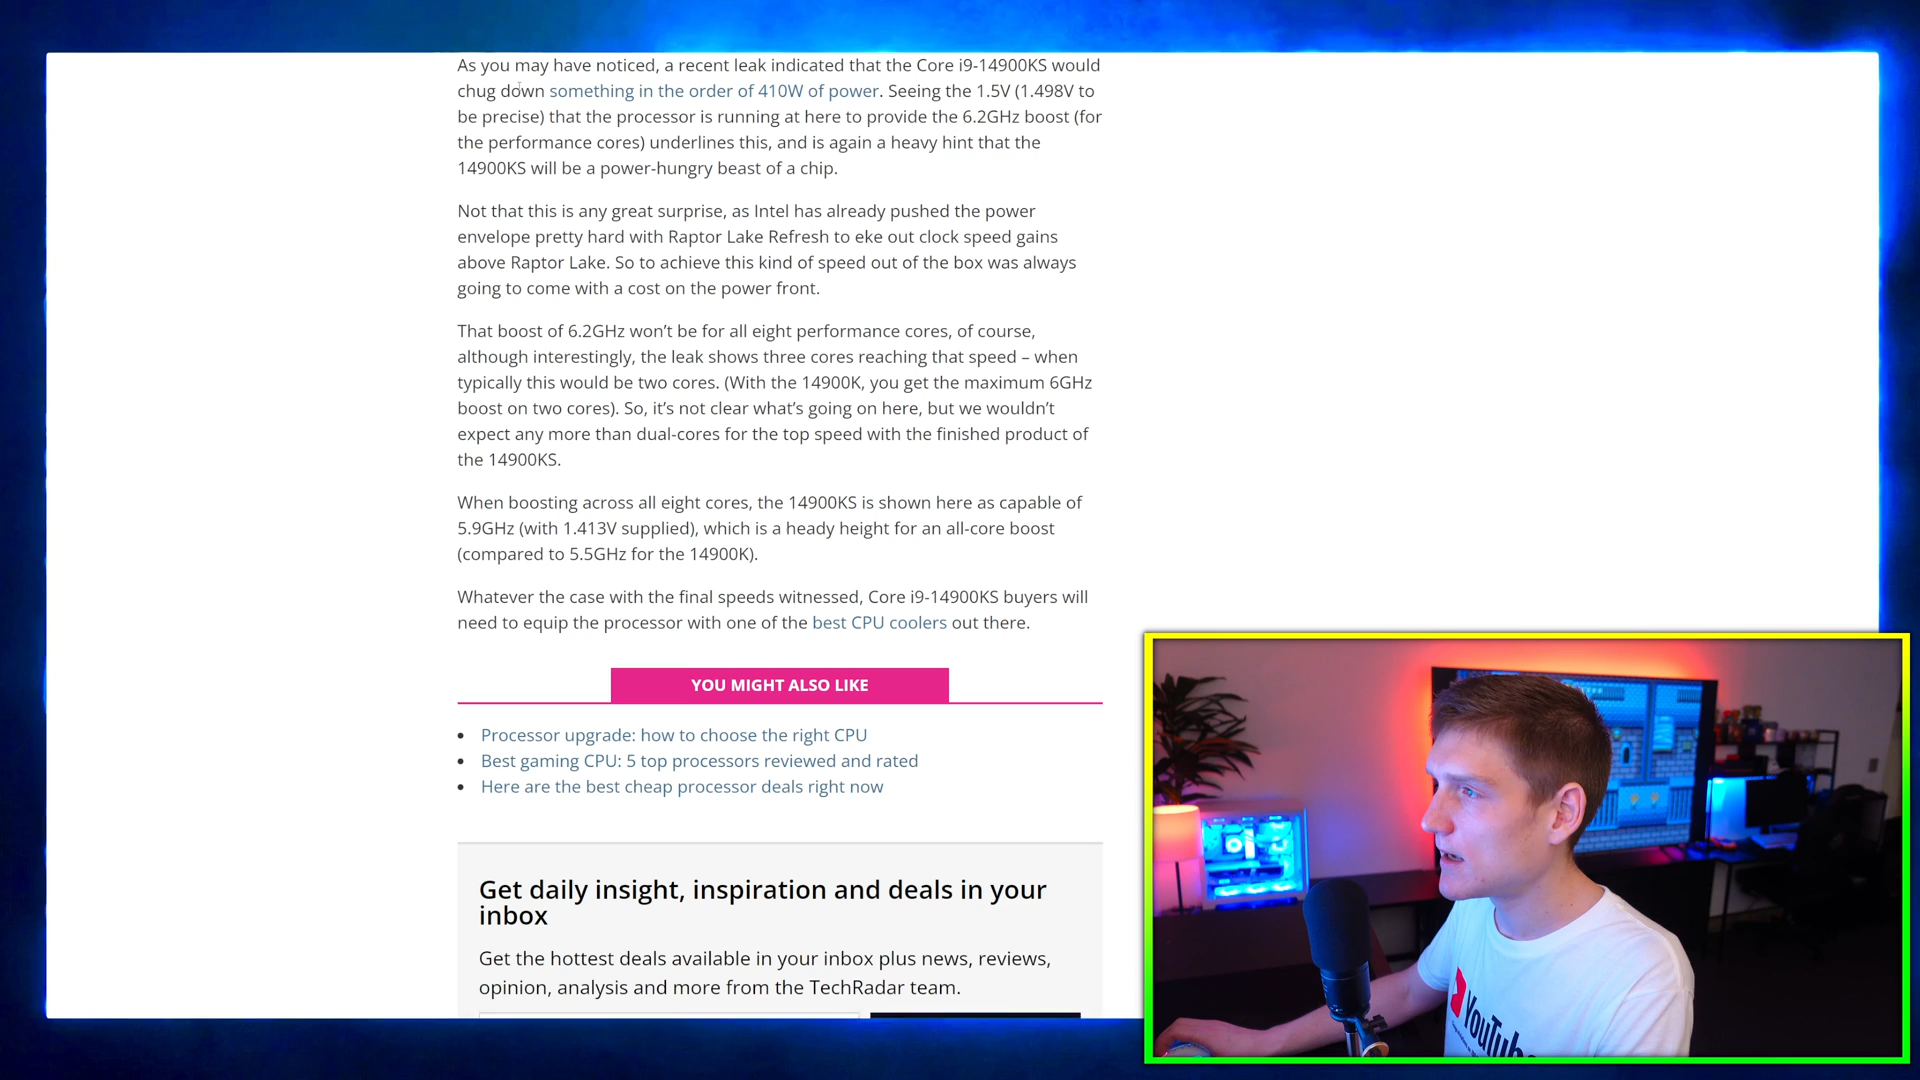 As you may have noticed, a recent leak indicated that the Core i9-14900KS would
chug down something in the order of 410W of power. Seeing the 1.5V (1.498V to
be precise) that the processor is running at here to provide the 6.2GHz boost (for
the performance cores) underlines this, and is again a heavy hint that the
14900KS will be a power-hungry beast of a chip.
Not that this is any great surprise, as Intel has already pushed the power
envelope pretty hard with Raptor Lake Refresh to eke out clock speed gains
above Raptor Lake. So to achieve this kind of speed out of the box was always
going to come with a cost on the power front.
That boost of 6.2GHz won’t be for all eight performance cores, of course,
although interestingly, the leak shows three cores reaching that speed – when
typically this would be two cores. (With the 14900K, you get the maximum 6GHz
boost on two cores). So, it’s not clear what’s going on here, but we wouldn’t
expect any more than dual-cores for the top speed with the finished product of
the 14900KS.
When boosting across all eight cores, the 14900KS is shown here as capable of
5.9GHz (with 1.413V supplied), which is a heady height for an all-core boost
(compared to 5.5GHz for the 14900K).
Whatever the case with the final speeds witnessed, Core i9-14900KS buyers will
need to equip the processor with one of the best CPU coolers out there.
YOU MIGHT ALSO LIKE
• Processor upgrade: how to choose the right CPU
• Best gaming CPU: 5 top processors reviewed and rated
• Here are the best cheap processor deals right now
Get daily insight, inspiration and deals in your
inbox
Get the hottest deals available in your inbox plus news, reviews,
opinion, analysis and more from the TechRadar team.